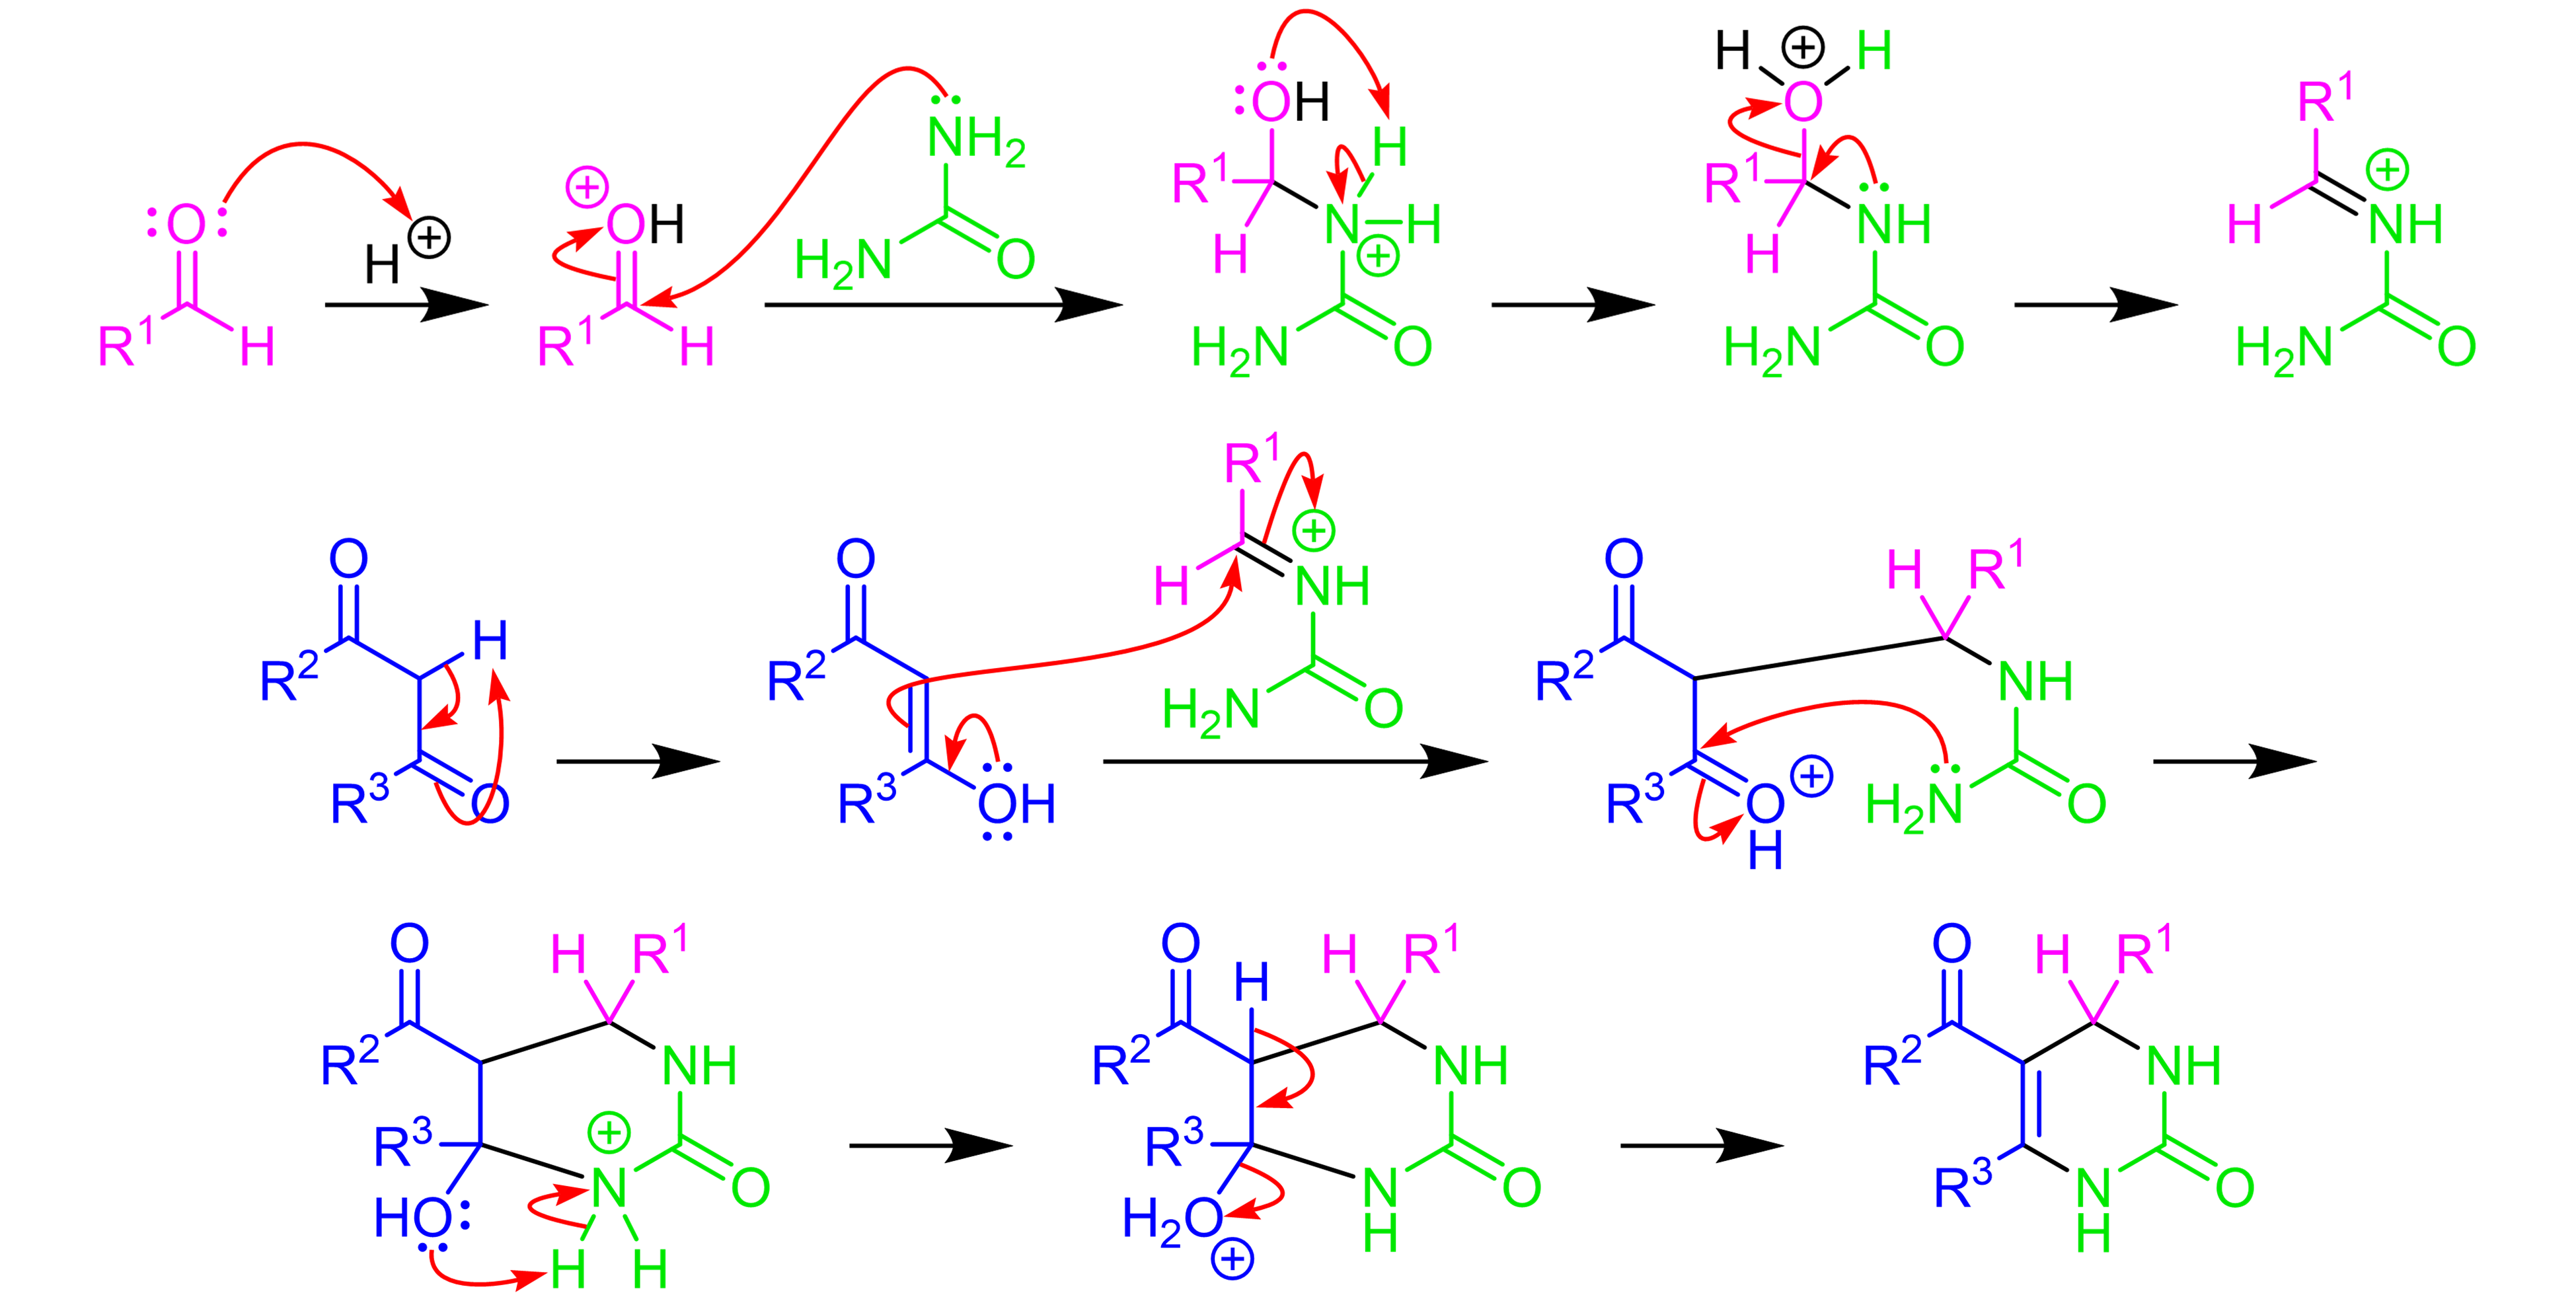 O H⊕ R¹ H
⊕ OH R¹ H
NH₂ H₂N O
OH H R¹ H N H ⊕ H₂N O
H ⊕ H O R¹ H NH H₂N O
R¹ H ⊕ NH H₂N O
O H R² R³ O
O R² R³ OH
R¹ H ⊕ NH H₂N O
O H R¹ R² NH R³ O ⊕ H H₂N O
O H R¹ R² NH R³ ⊕ HO N O H H
O H H R¹ R² NH R³ H₂O ⊕ N H O
O H R¹ R² NH R³ N H O